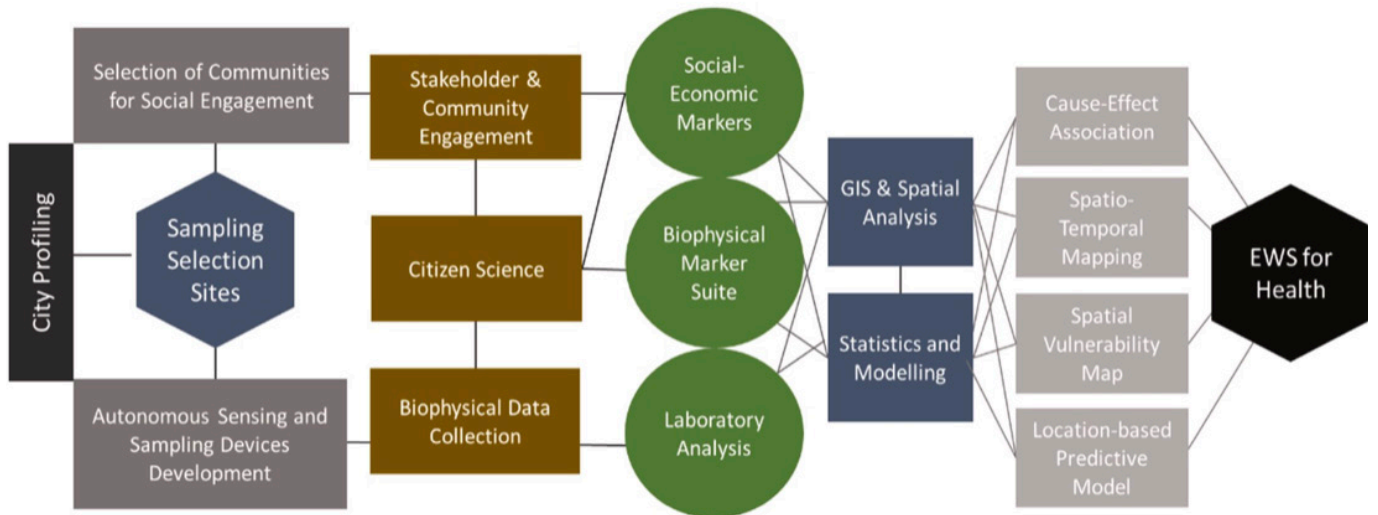 City Profiling
Selection of Communities
for Social Engagement
Sampling
Selection
Sites
Autonomous Sensing and
Sampling Devices
Development
Stakeholder &
Community
Engagement
Citizen Science
Biophysical Data
Collection
Social-
Economic
Markers
Biophysical
Marker
Suite
Laboratory
Analysis
GIS & Spatial
Analysis
Statistics and
Modelling
Cause-Effect
Association
Spatio-
Temporal
Mapping
Spatial
Vulnerability
Map
Location-based
Predictive
Model
EWS for
Health